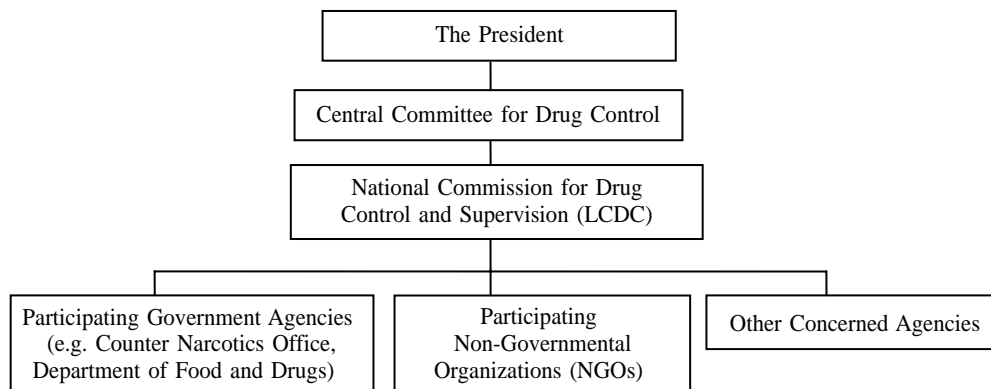 The President
Central Committee for Drug Control
National Commission for Drug
Control and Supervision (LCDC)
Participating Government Agencies
(e.g. Counter Narcotics Office,
Department of Food and Drugs)
Participating
Non-Governmental
Organizations (NGOs)
Other Concerned Agencies